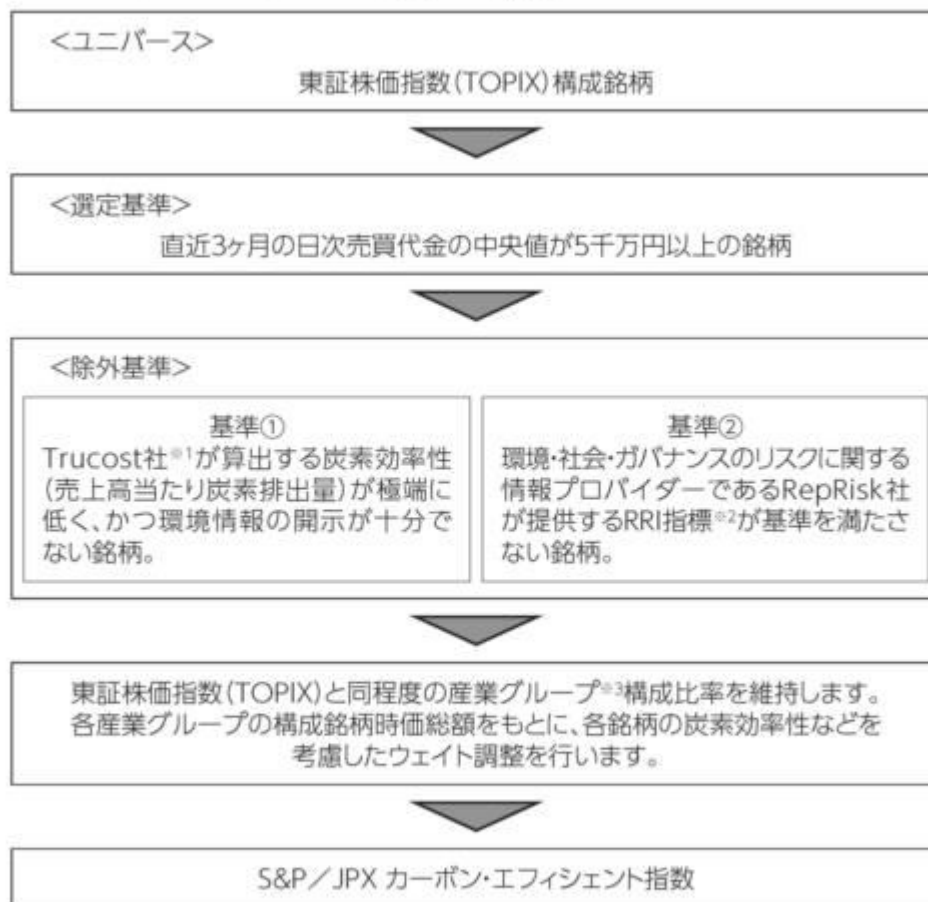 <ユニバース>
東証株価指数(TOPIX)構成銘柄
<選定基準>
直近3ヶ月の日次売買代金の中央値が5千万円以上の銘柄
<除外基準>
基準①
Trucost社※1が算出する炭素効率性
(売上高当たり炭素排出量)が極端に
低く、かつ環境情報の開示が十分で
ない銘柄。
基準②
環境・社会・ガバナンスのリスクに関する
情報プロバイダーであるRepRisk社
が提供するRRI指標※2が基準を満たさ
ない銘柄。
東証株価指数(TOPIX)と同程度の産業グループ※3構成比率を維持します。
各産業グループの構成銘柄時価総額をもとに、各銘柄の炭素効率性などを
考慮したウェイト調整を行います。
S&P/JPX カーボン・エフィシェント指数